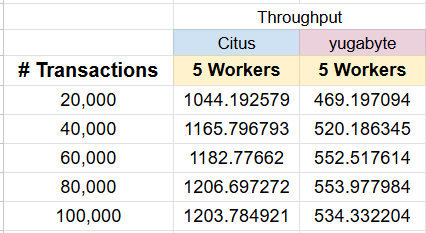 Throughput
Citus yugabyte
# Transactions 5 Workers 5 Workers
20,000 1044.192579 469.197094
40,000 1165.796793 520.186345
60,000 1182.77662 552.517614
80,000 1206.697272 553.977984
100,000 1203.784921 534.332204